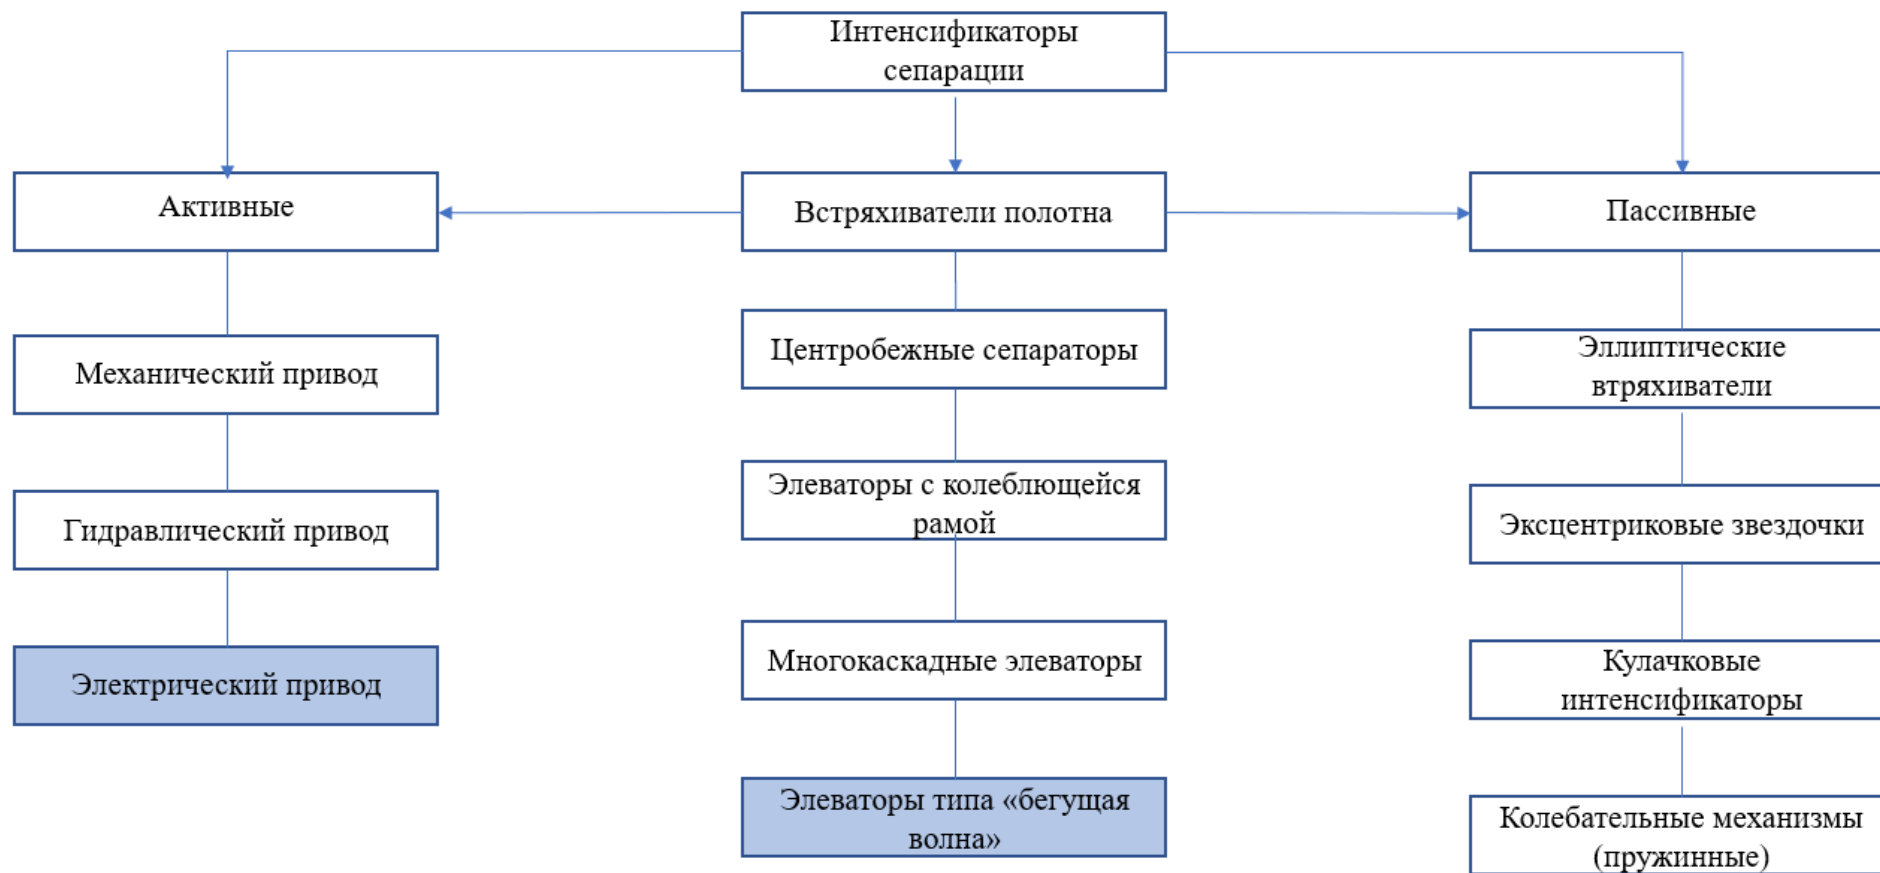 Интенсификаторы
сепарации
Активные
Встряхиватели полотна
Пассивные
Механический привод
Центробежные сепараторы
Эллиптические
втряхиватели
Гидравлический привод
Элеваторы с колеблющейся
рамой
Эксцентриковые звездочки
Электрический привод
Многокаскадные элеваторы
Кулачковые
интенсификаторы
Элеваторы типа «бегущая
волна»
Колебательные механизмы
(пружинные)